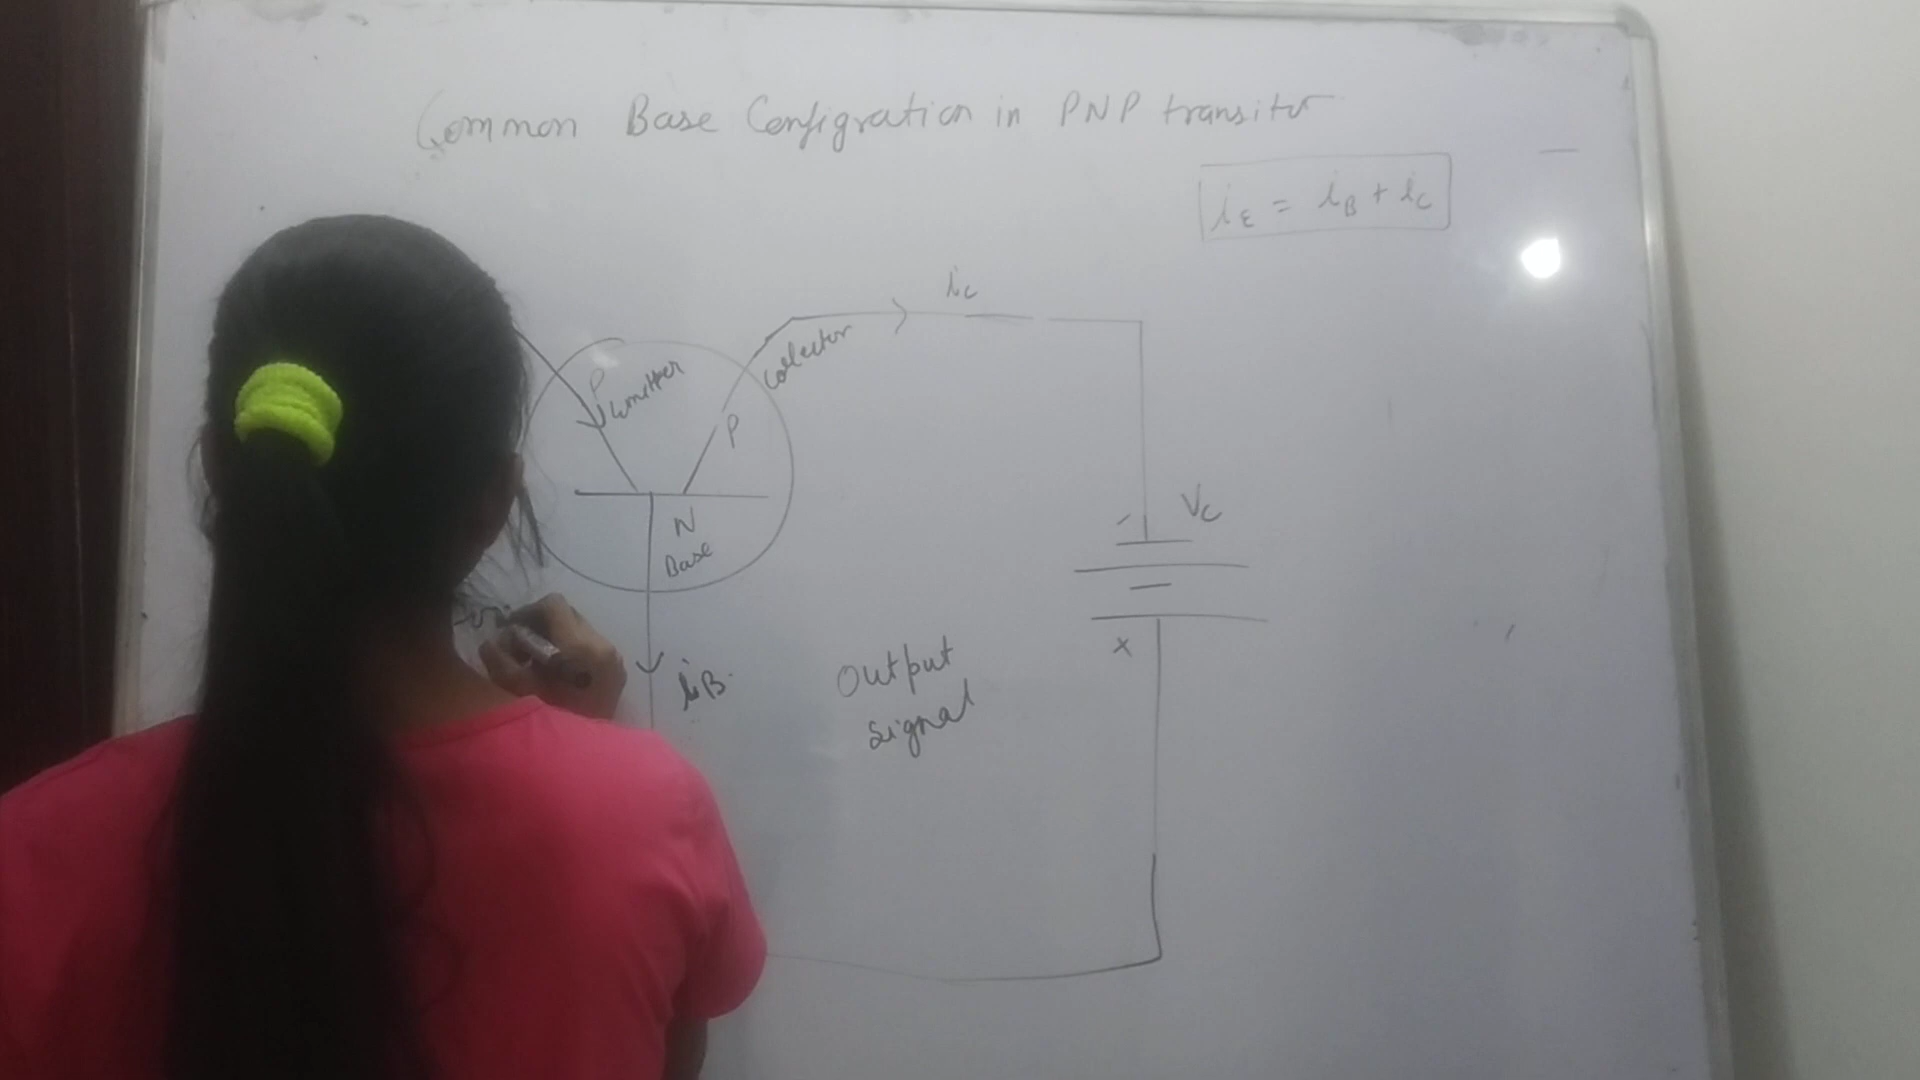 Common Base Configration in PNP transitor
iE = iB + iC
ic
P Emitter
Collector
P
N
Base
Vc
iB
Output
Signal